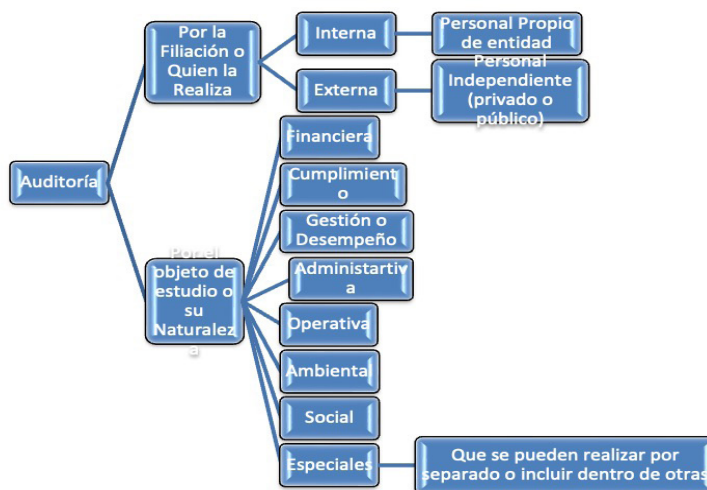 Auditoría
Por la
Filiación o
Quien la
Realiza
Interna
Personal Propio
de entidad
Externa
Personal
Independiente
(privado o
público)
Por el
objeto de
estudio o
su
Naturalez
a
Financiera
Cumplimient
o
Gestión o
Desempeño
Administartiv
a
Operativa
Ambiental
Social
Especiales
Que se pueden realizar por
separado o incluir dentro de otras